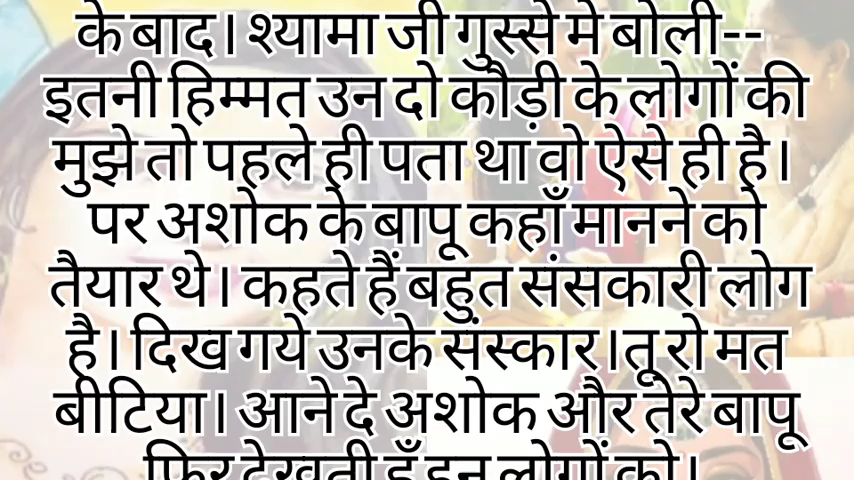 के बाद। श्यामा जी गुस्से मे बोली--
इतनी हिम्मत उन दो कौड़ी के लोगों की
मुझे तो पहले ही पता था वो ऐसे ही है।
पर अशोक के बापू कहाँ मानने को
तैयार थे। कहते हैं बहुत संसकारी लोग
है। दिख गये उनके संस्कार।तू रो मत
बीटिया। आने दे अशोक और तेरे बापू
फिर देखती हूँ इन लोगों को।